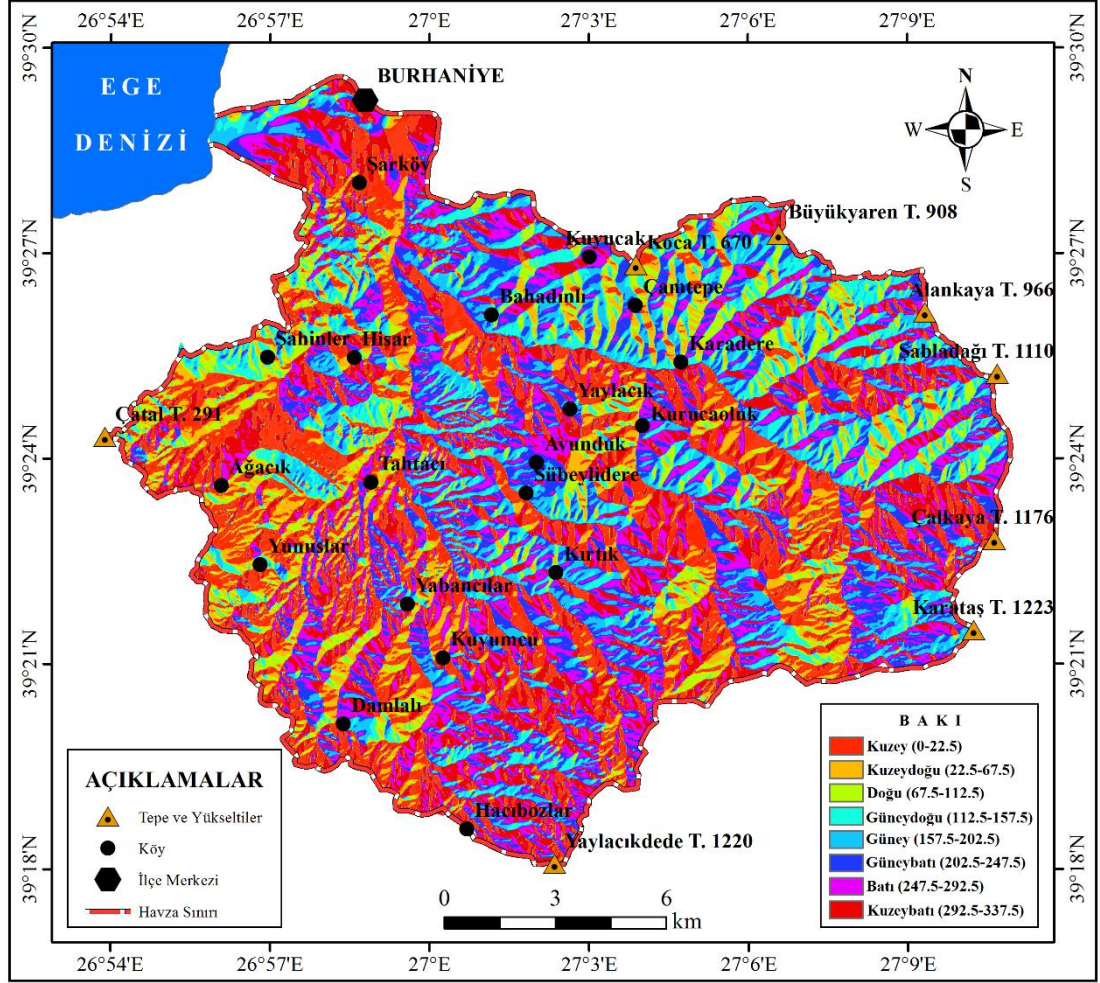 26°54'E 26°57'E 27°E 27°3'E 27°6'E 27°9'E
39°30'N 39°30'N
EGE
DENİZİ
BURHANİYE
N
W E
S
Şarköy
Büyükyaren T. 908
39°27'N 39°27'N
Kuyucak Koca T. 670
Bahadınlı
Camtepe
Alankaya T. 966
Şahinler
Hisar
Karadere
Şabladağı T. 1110
Yaylacık
Çatal T. 291
Kurucaoluk
39°24'N 39°24'N
Ağacık
Tahtacı
Avunduk
Sübeylidere
Çalkaya T. 1176
Yunuslar
Kırtık
Yabancılar
Karataş T. 1223
39°21'N 39°21'N
Kuyumcu
Damlalı
Hacıbozlar
Yaylacıkdede T. 1220
39°18'N 39°18'N
AÇIKLAMALAR
Tepe ve Yükseltiler
Köy
İlçe Merkezi
Havza Sınırı
0 3 6
km
BAKI
Kuzey (0-22.5)
Kuzeydoğu (22.5-67.5)
Doğu (67.5-112.5)
Güneydoğu (112.5-157.5)
Güney (157.5-202.5)
Güneybatı (202.5-247.5)
Batı (247.5-292.5)
Kuzeybatı (292.5-337.5)
26°54'E 26°57'E 27°E 27°3'E 27°6'E 27°9'E